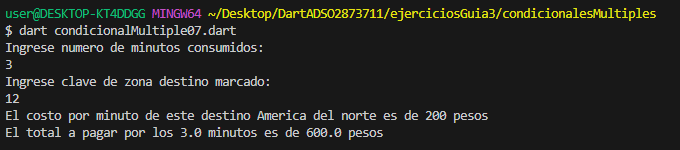 user@DESKTOP-KT4DDGG MINGW64 ~/Desktop/DartADSO2873711/ejerciciosGuia3/condicionalesMultiples
$ dart condicionalMultiple07.dart
Ingrese numero de minutos consumidos:
3
Ingrese clave de zona destino marcado:
12
El costo por minuto de este destino America del norte es de 200 pesos
El total a pagar por los 3.0 minutos es de 600.0 pesos